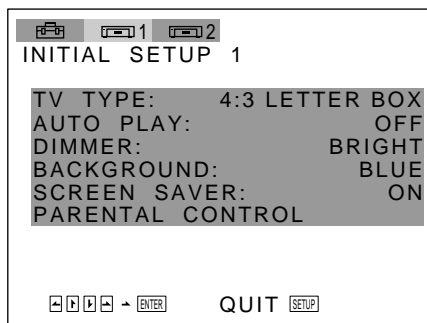 1 2
INITIAL SETUP 1
TV TYPE: 4:3 LETTER BOX
AUTO PLAY: OFF
DIMMER: BRIGHT
BACKGROUND: BLUE
SCREEN SAVER: ON
PARENTAL CONTROL
ENTER QUIT SETUP